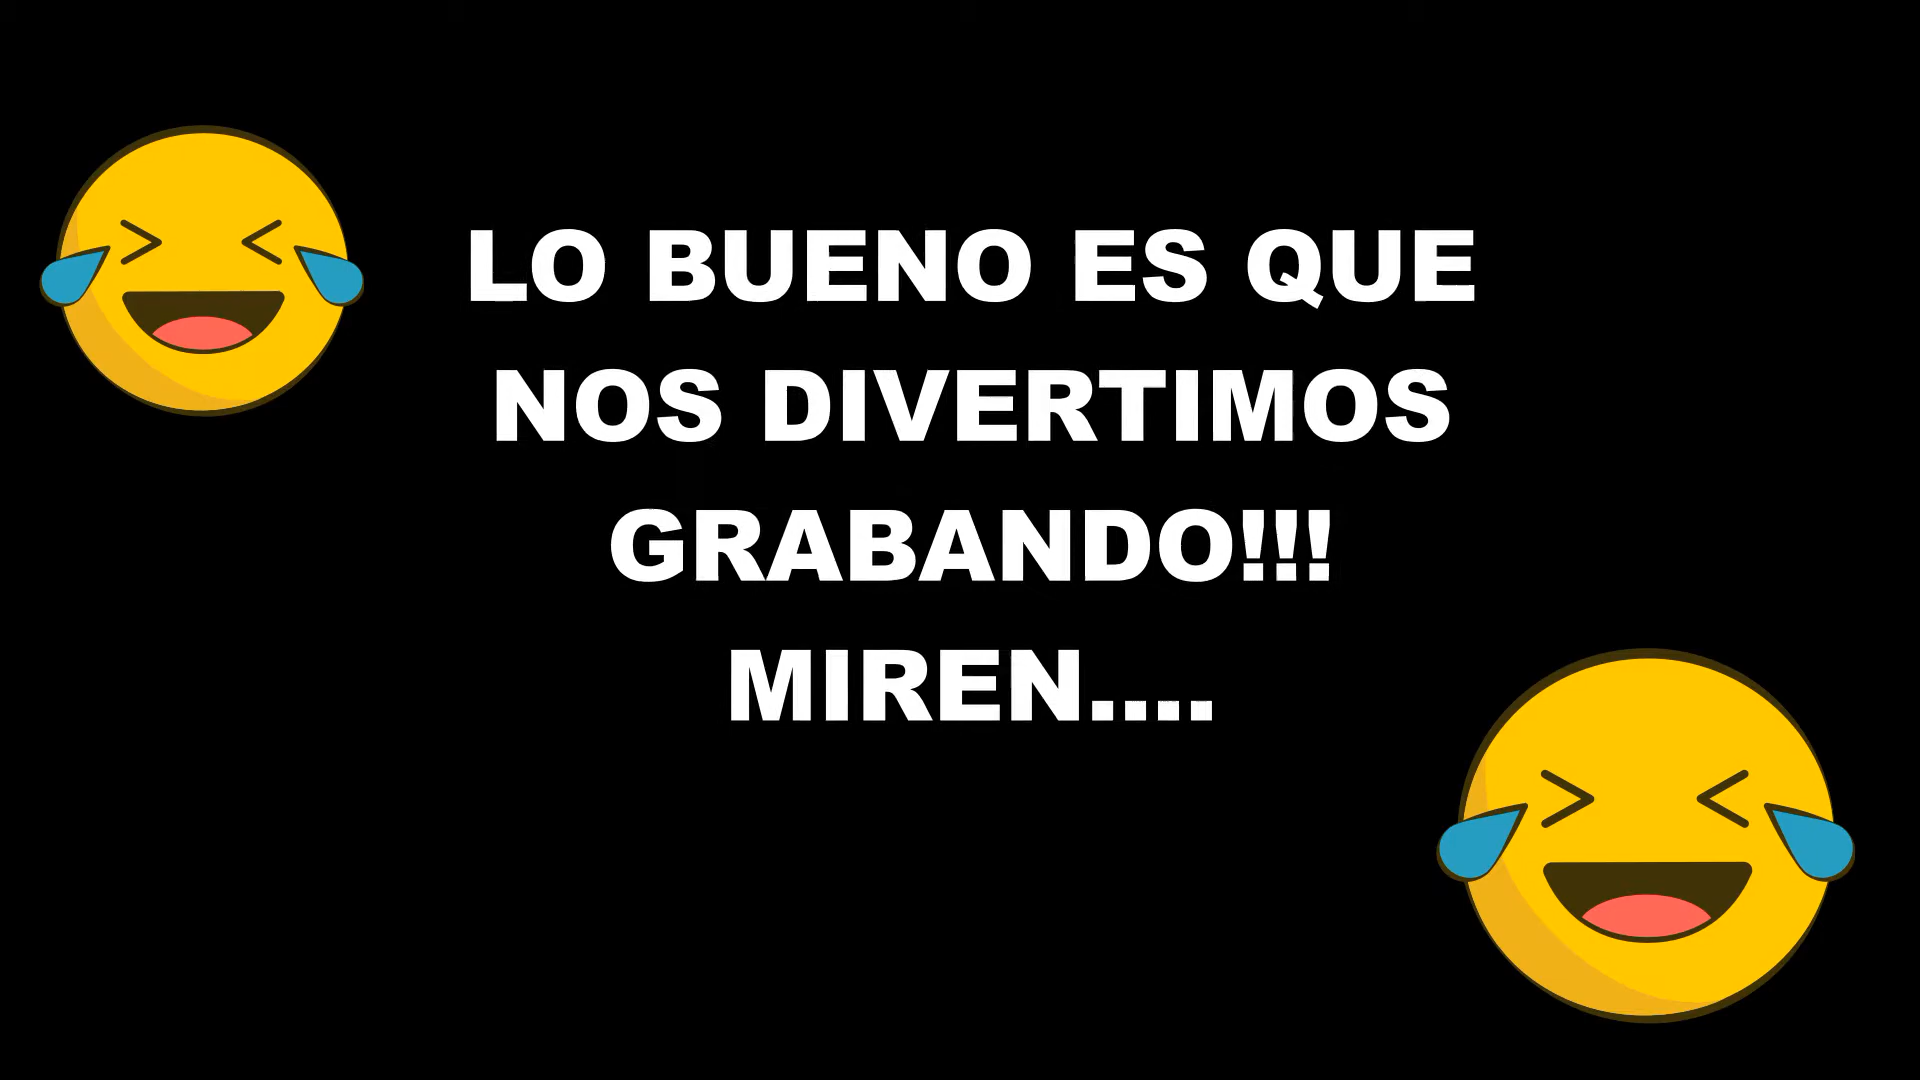 LO BUENO ES QUE
NOS DIVERTIMOS
GRABANDO!!!
MIREN....